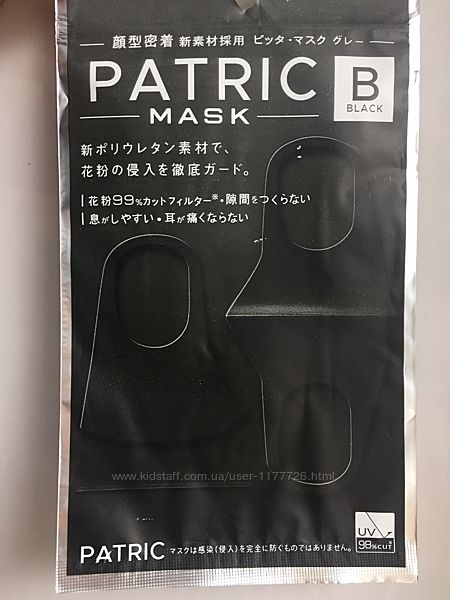 顔型密着 新素材採用 ピッタ・マスク グレー
PATRIC
B
BLACK
MASK
新ポリウレタン素材で、
花粉の侵入を徹底ガード。
花粉99%カットフィルター※・隙間をつくらない
息がしやすい・耳が痛くならない
www.kidstaff.com.ua/user-1177726.html
UV
98%CUT
PATRIC マスクは感染(侵入)を完全に防ぐものではありません。